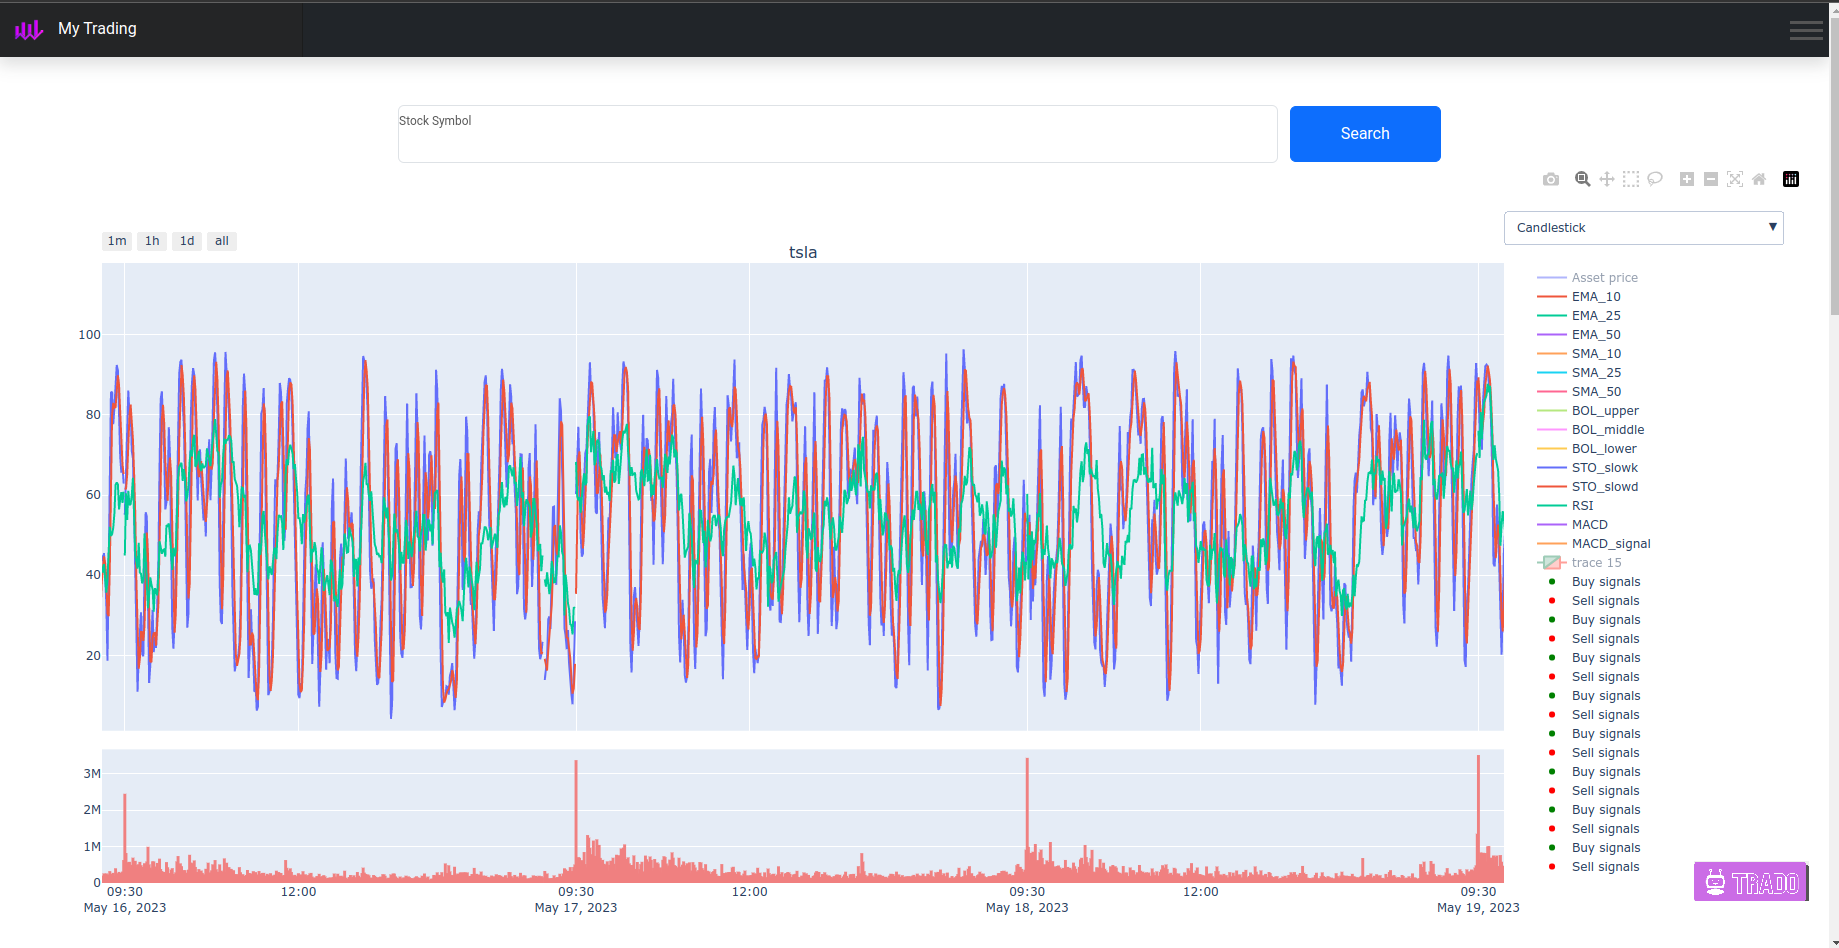 My Trading
Stock Symbol
Search
Candlestick
1m 1h 1d all
tsla
100
80
60
40
20
3M
2M
1M
0
09:30 12:00 09:30 12:00 09:30 12:00 09:30
May 16, 2023 May 17, 2023 May 18, 2023 May 19, 2023
Asset price
EMA_10
EMA_25
EMA_50
SMA_10
SMA_25
SMA_50
BOL_upper
BOL_middle
BOL_lower
STO_slowk
STO_slowd
RSI
MACD
MACD_signal
trace 15
Buy signals
Sell signals
Buy signals
Sell signals
Buy signals
Sell signals
Buy signals
Sell signals
Buy signals
Sell signals
Buy signals
Sell signals
Buy signals
Sell signals
Buy signals
Sell signals
TRADO